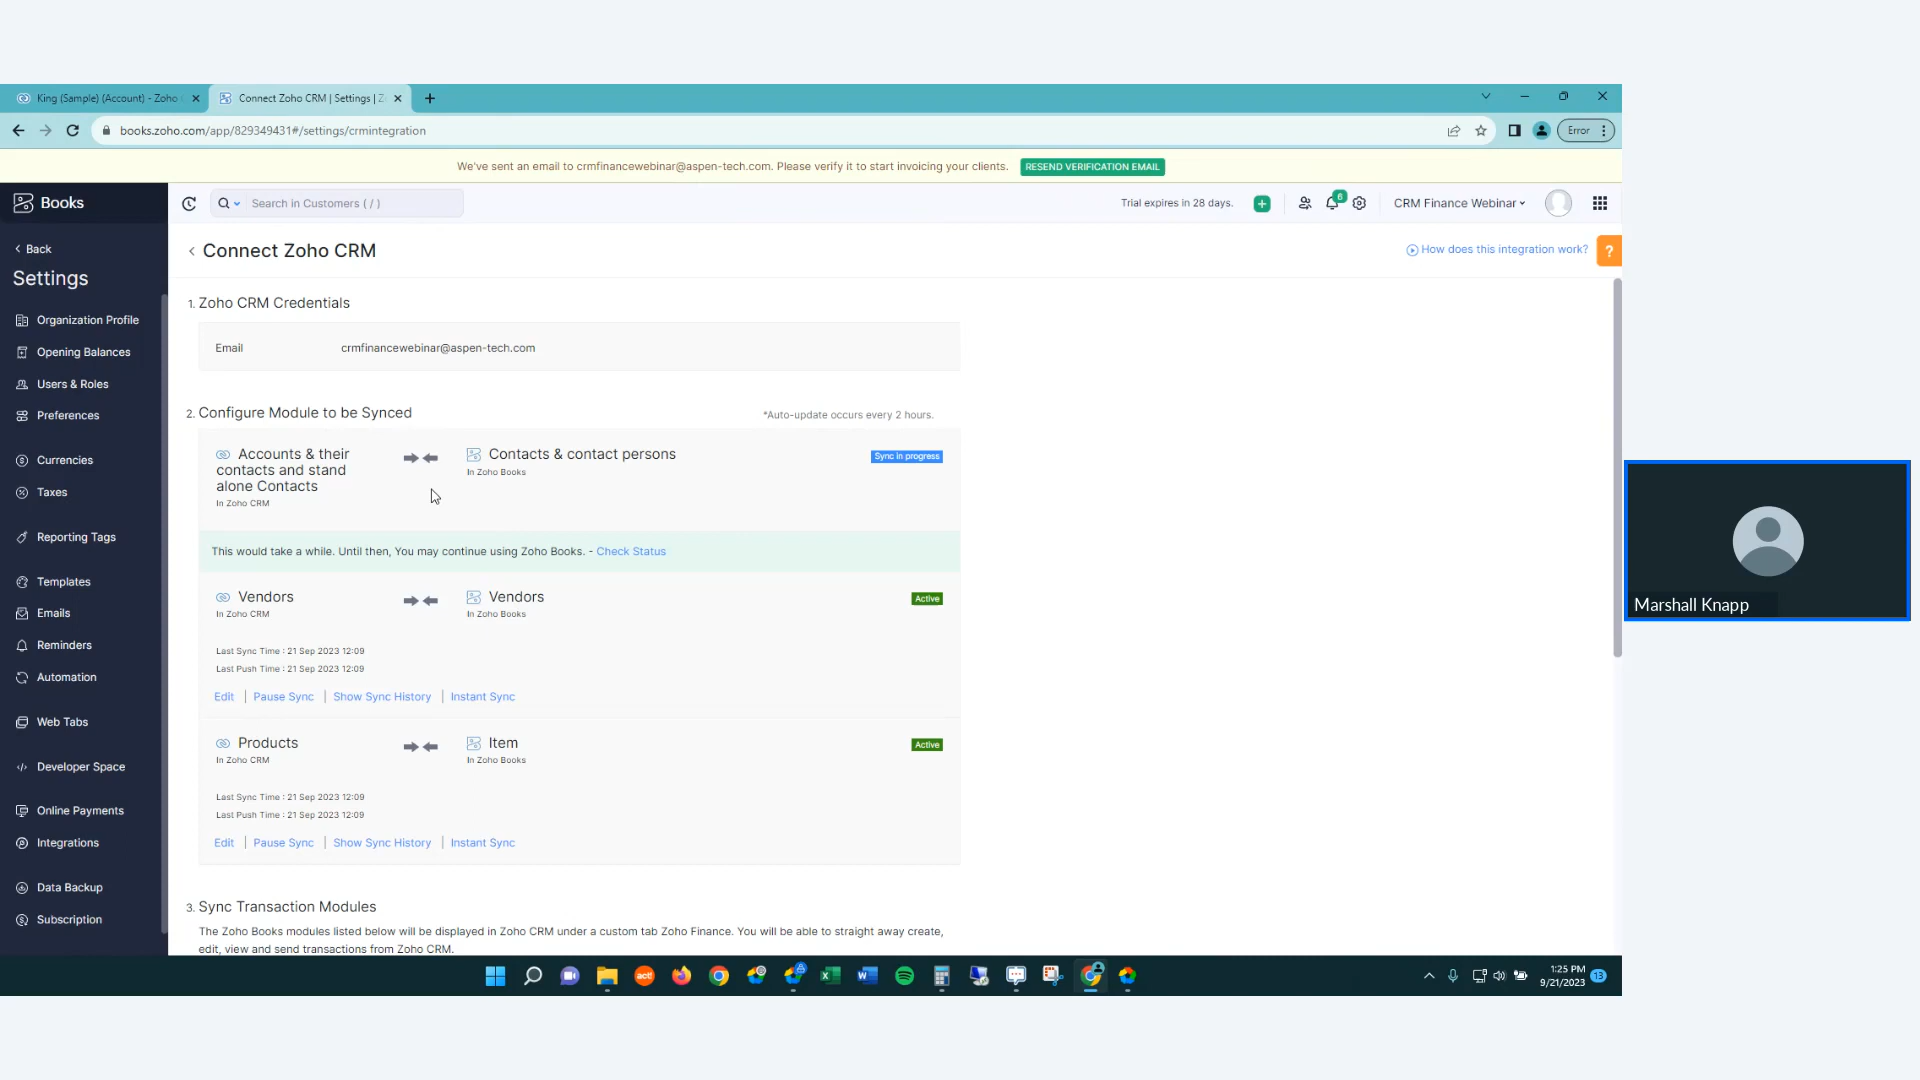 King (Sample) (Account) - Zoho
Connect Zoho CRM | Settings | Z
books.zoho.com/app/829349431#/settings/crmintegration
Error
We've sent an email to crmfinancewebinar@aspen-tech.com. Please verify it to start invoicing your clients.
RESEND VERIFICATION EMAIL
Books
Search in Customers ( / )
Trial expires in 28 days.
6
CRM Finance Webinar
Back
Settings
Organization Profile
Opening Balances
Users & Roles
Preferences
Currencies
Taxes
Reporting Tags
Templates
Emails
Reminders
Automation
Web Tabs
Developer Space
Online Payments
Integrations
Data Backup
Subscription
Connect Zoho CRM
How does this integration work?
?
1. Zoho CRM Credentials
Email crmfinancewebinar@aspen-tech.com
2. Configure Module to be Synced
*Auto-update occurs every 2 hours.
Accounts & their
contacts and stand
alone Contacts
In Zoho CRM
Contacts & contact persons
In Zoho Books
Sync in progress
This would take a while. Until then, You may continue using Zoho Books. - Check Status
Vendors
In Zoho CRM
Vendors
In Zoho Books
Active
Last Sync Time : 21 Sep 2023 12:09
Last Push Time : 21 Sep 2023 12:09
Edit | Pause Sync | Show Sync History | Instant Sync
Products
In Zoho CRM
Item
In Zoho Books
Active
Last Sync Time : 21 Sep 2023 12:09
Last Push Time : 21 Sep 2023 12:09
Edit | Pause Sync | Show Sync History | Instant Sync
3. Sync Transaction Modules
The Zoho Books modules listed below will be displayed in Zoho CRM under a custom tab Zoho Finance. You will be able to straight away create,
edit, view and send transactions from Zoho CRM.
act!
1:25 PM
9/21/2023
13
Marshall Knapp